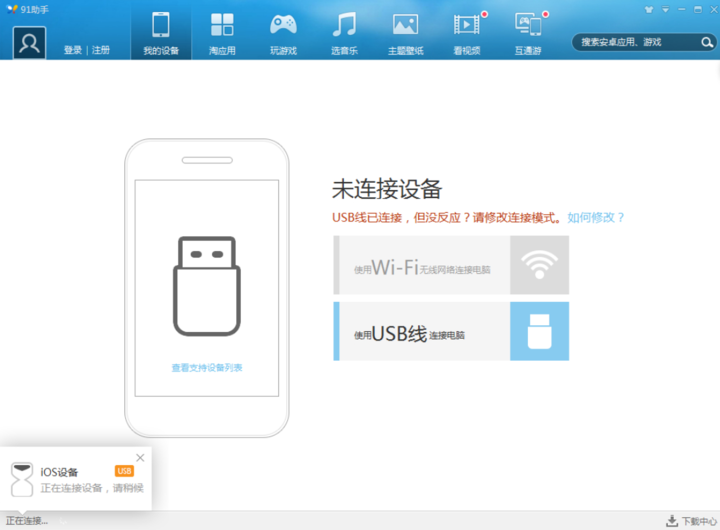 91助手
登录 | 注册
我的设备
淘应用
玩游戏
选音乐
主题壁纸
看视频
互通游
搜索安卓应用、游戏
未连接设备
USB线已连接，但没反应？请修改连接模式。如何修改？
使用Wi-Fi无线网络连接电脑
使用USB线 连接电脑
查看支持设备列表
iOS设备 USB
正在连接设备，请稍候
正在连接...
下载中心